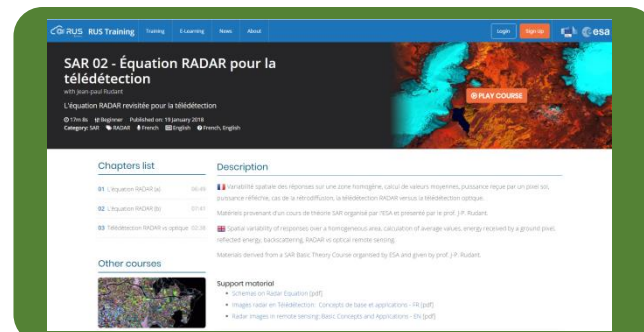 RUS RUS Training Training E-Learning News About Login Sign Up esa
SAR 02 - Équation RADAR pour la
télédétection
with Jean-paul Rudant
L'équation RADAR revisitée pour la télédétection
17m 8s Beginner Published on: 19 January 2018
Category: SAR RADAR French English French, English
PLAY COURSE
Chapters list
01 L'équation RADAR (a) 06:49
02 L'équation RADAR (b) 07:41
03 Télédétection RADAR vs optique 02:38
Other courses
Description
Variabilité spatiale des réponses sur une zone homogène, calcul de valeurs moyennes, puissance reçue par un pixel sol,
puissance réfléchie, cas de la rétrodiffusion, la télédétection RADAR versus la télédétection optique.
Matériels provenant d'un cours de théorie SAR organisé par l'ESA et présenté par le prof. J-P. Rudant.
Spatial variability of responses over a homogeneous area, calculation of average values, energy received by a ground pixel,
reflected energy, backscattering, RADAR vs optical remote sensing.
Materials derived from a SAR Basic Theory Course organised by ESA and given by prof. J-P. Rudant.
Support material
Schemas on Radar Equation [pdf]
Images radar en Télédétection : Concepts de base et applications - FR [pdf]
Radar images in remote sensing: Basic Concepts and Applications - EN [pdf]